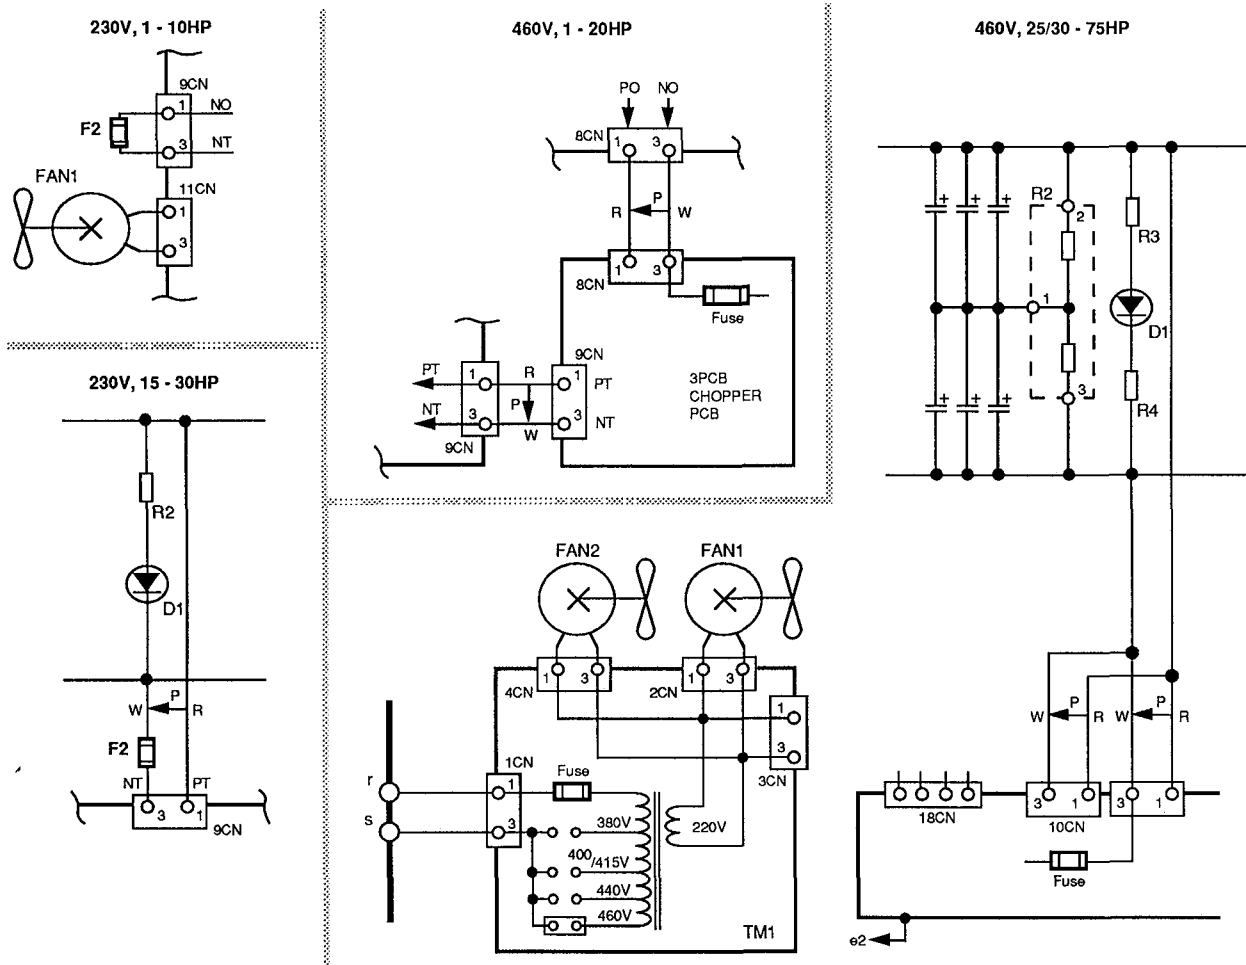 230V, 1 - 10HP
9CN
1
NO
F2
3
NT
FAN1
11CN
1
3
230V, 15 - 30HP
R2
D1
P
W
R
F2
NT
PT
3
1
9CN
460V, 1 - 20HP
PO
NO
8CN
1
3
P
R
W
1
3
8CN
Fuse
9CN
PT
1
R
1
PT
P
NT
3
W
3
NT
9CN
3PCB
CHOPPER
PCB
FAN2
FAN1
4CN
1
3
2CN
1
3
1
3
3CN
1CN
r
1
Fuse
s
3
380V
220V
400/415V
440V
460V
TM1
460V, 25/30 - 75HP
+
+
+
R2
2
R3
1
D1
3
+
+
+
R4
P
P
W
R
W
R
18CN
3
1
10CN
3
1
Fuse
e2